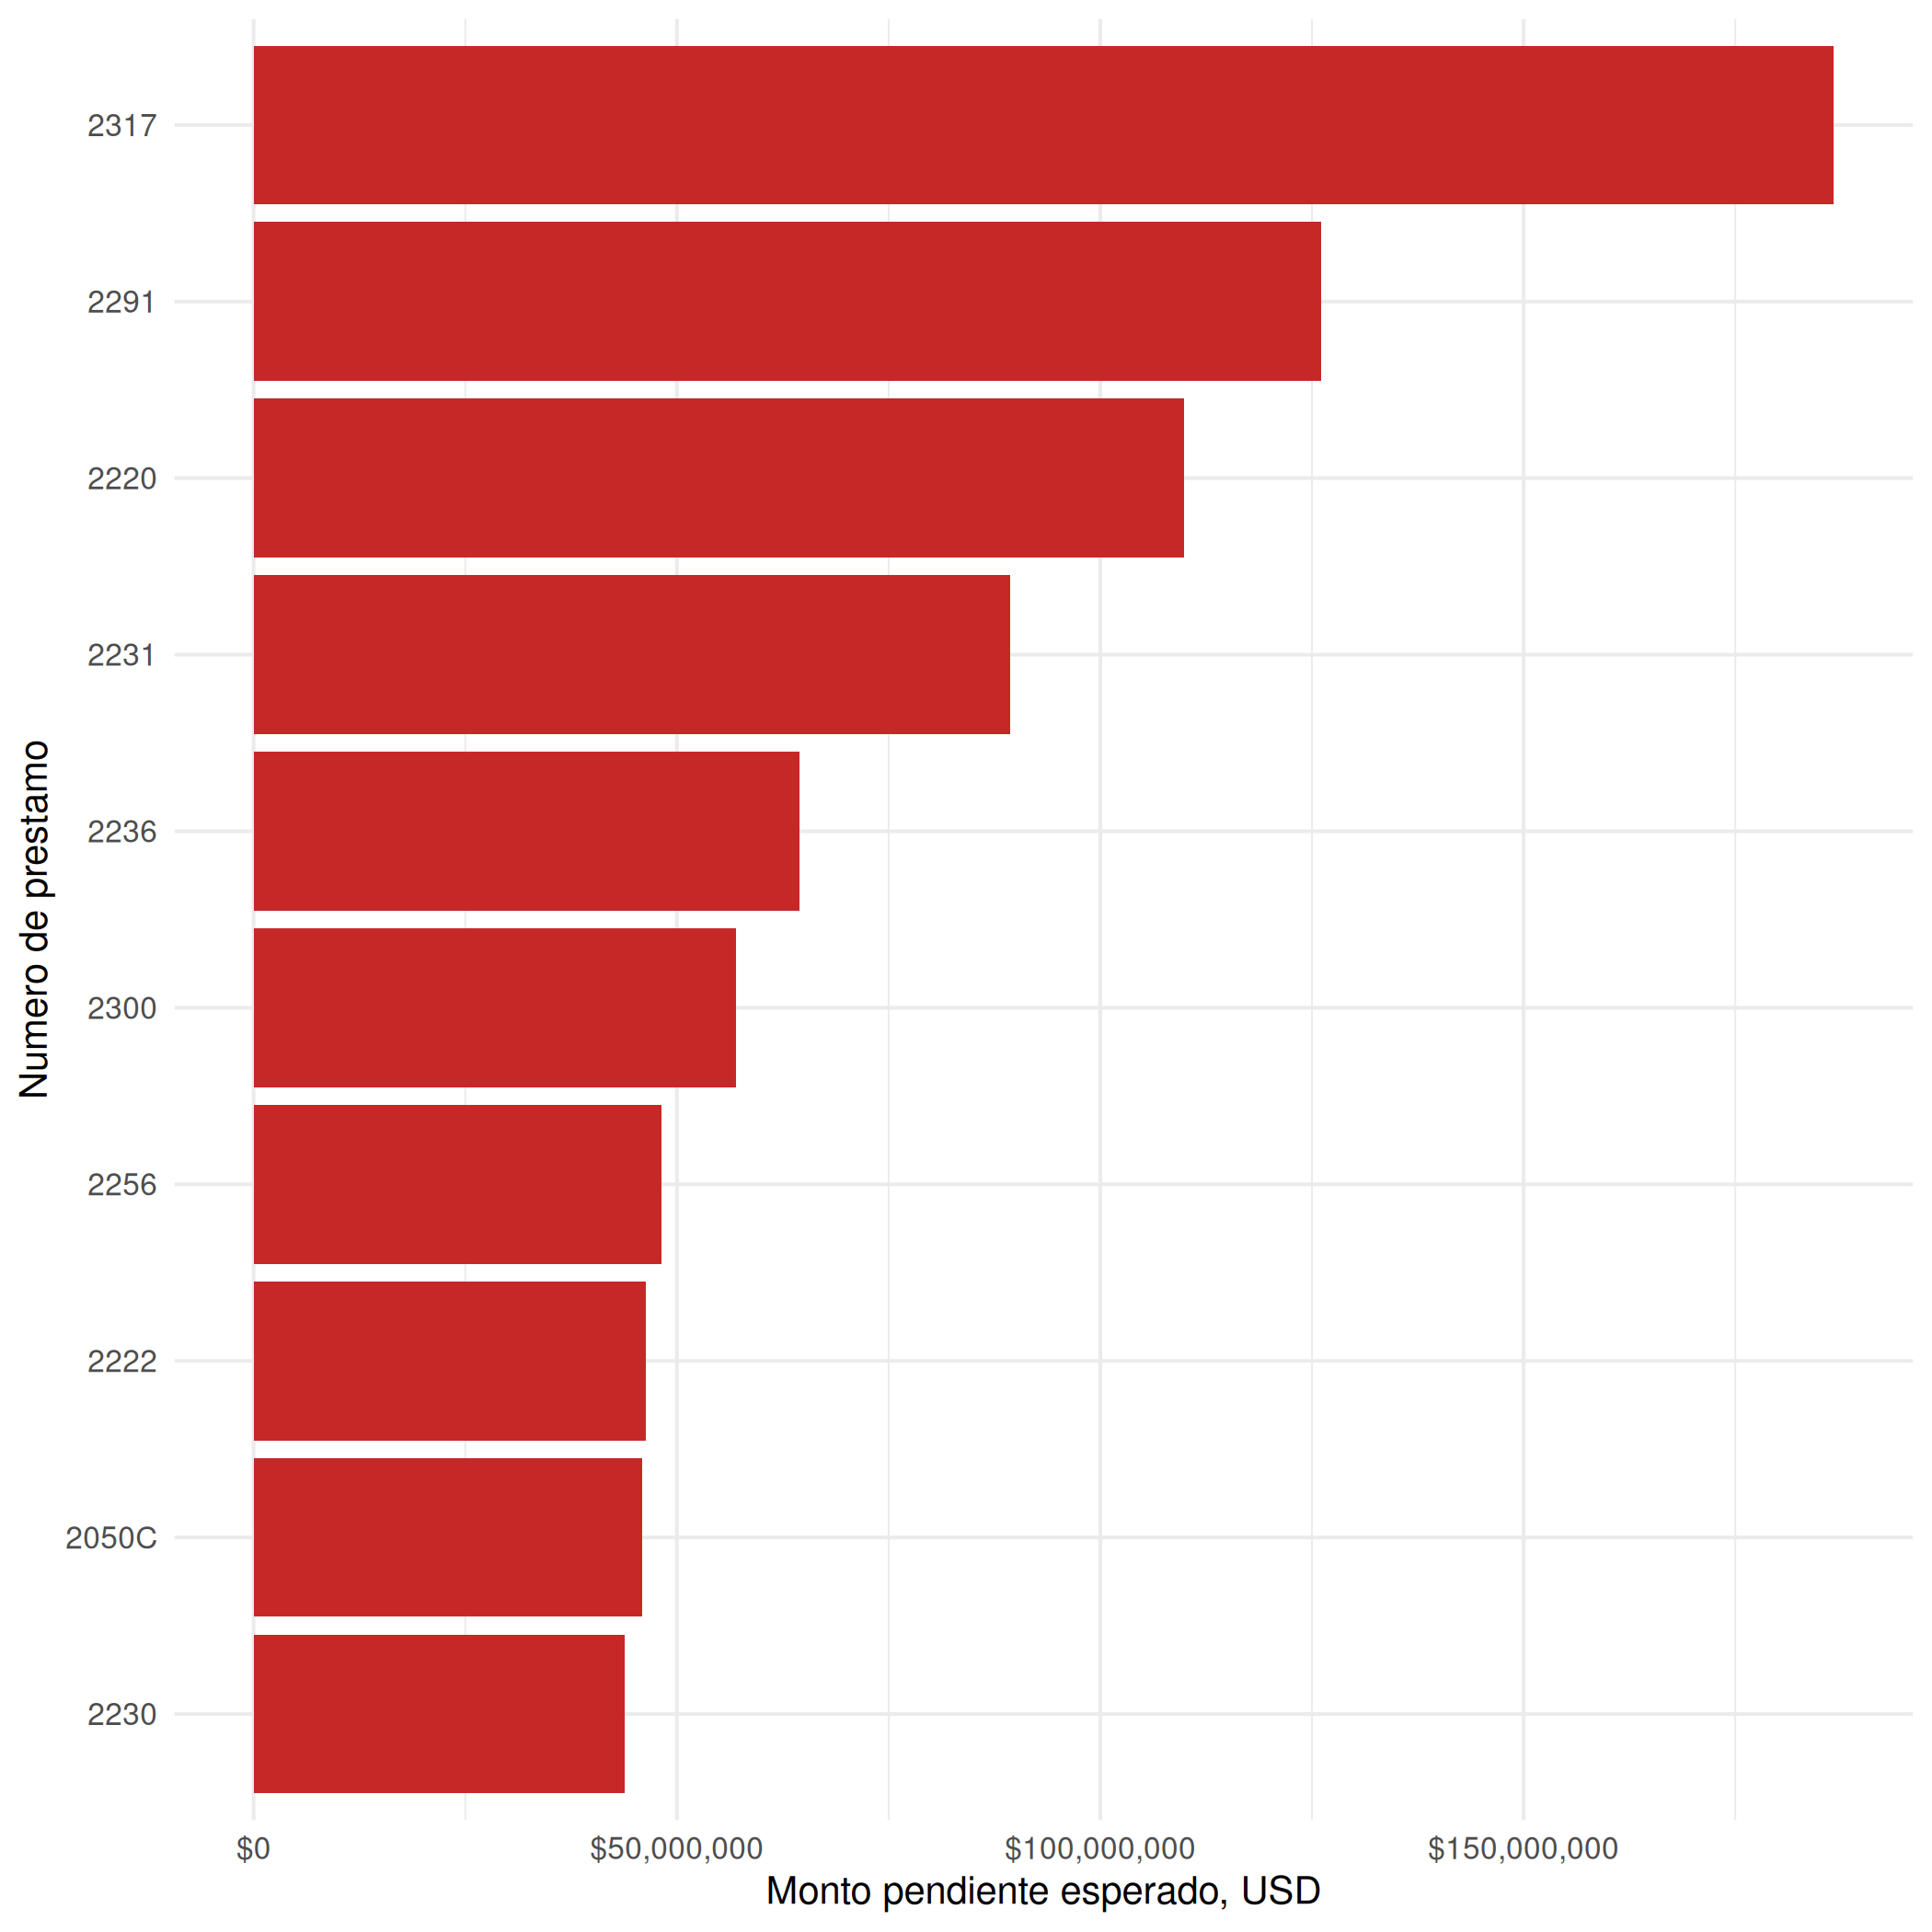 Numero de prestamo
2317
2291
2220
2231
2236
2300
2256
2222
2050C
2230
$0 $50,000,000 $100,000,000 $150,000,000
Monto pendiente esperado, USD